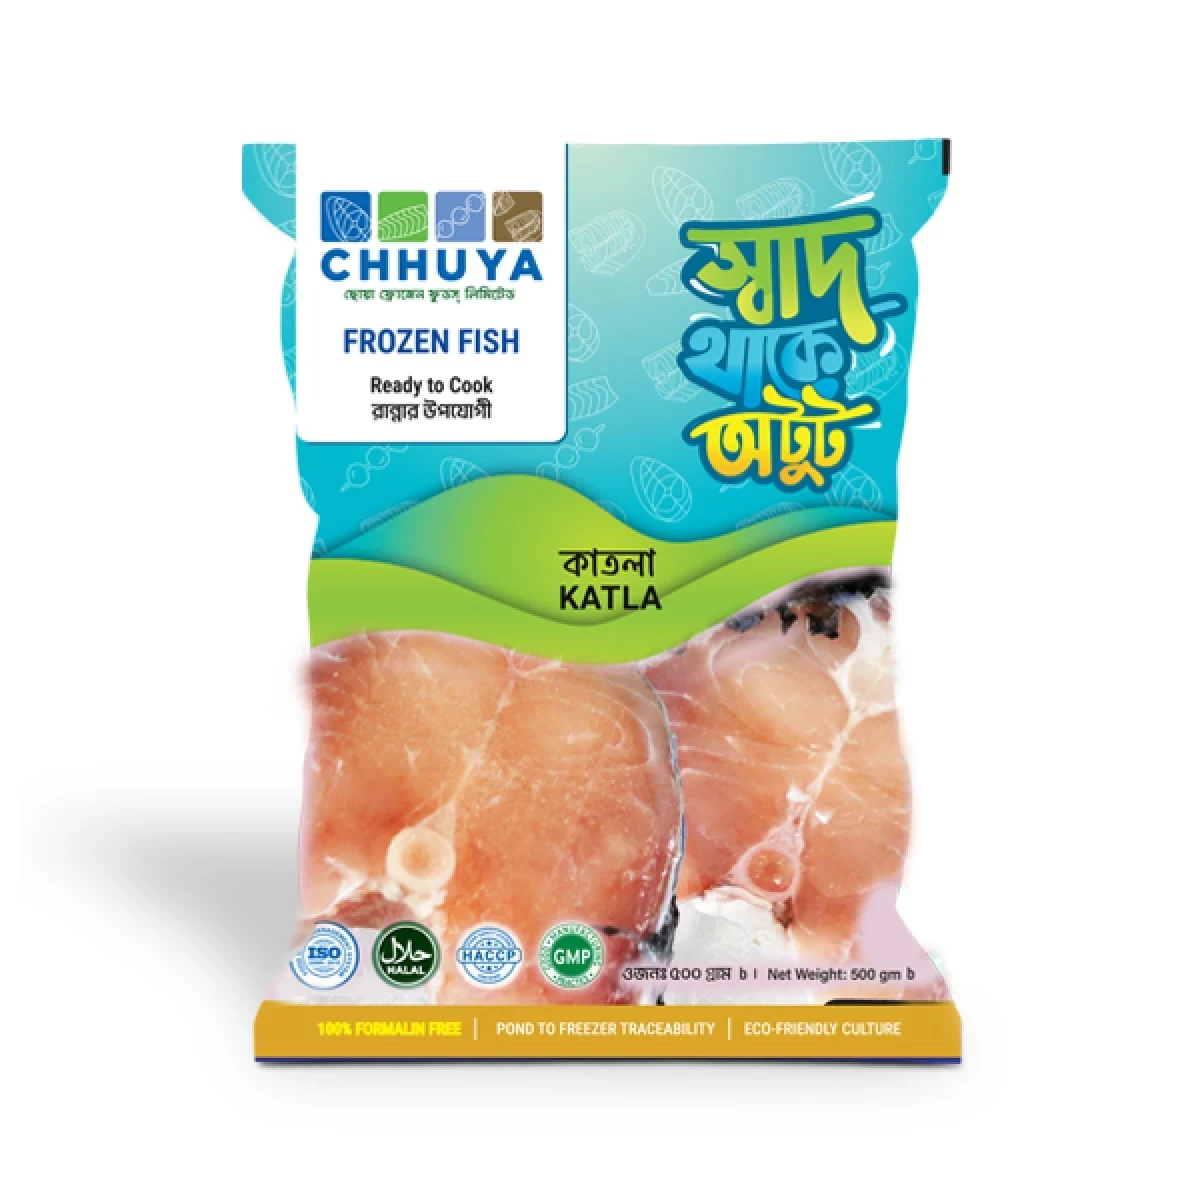 CHHUYA
ছোয়া ফ্রোজেন ফুডস্ লিমিটেড
FROZEN FISH
Ready to Cook
রান্নার উপযোগী
স্বাদ
থাকে
অটুট
কাতলা
KATLA
ISO
حلال
HALAL
HACCP
GMP
ওজনঃ ৫০০ গ্রাম ৳ । Net Weight: 500 gm ৳
100% FORMALIN FREE | POND TO FREEZER TRACEABILITY | ECO-FRIENDLY CULTURE